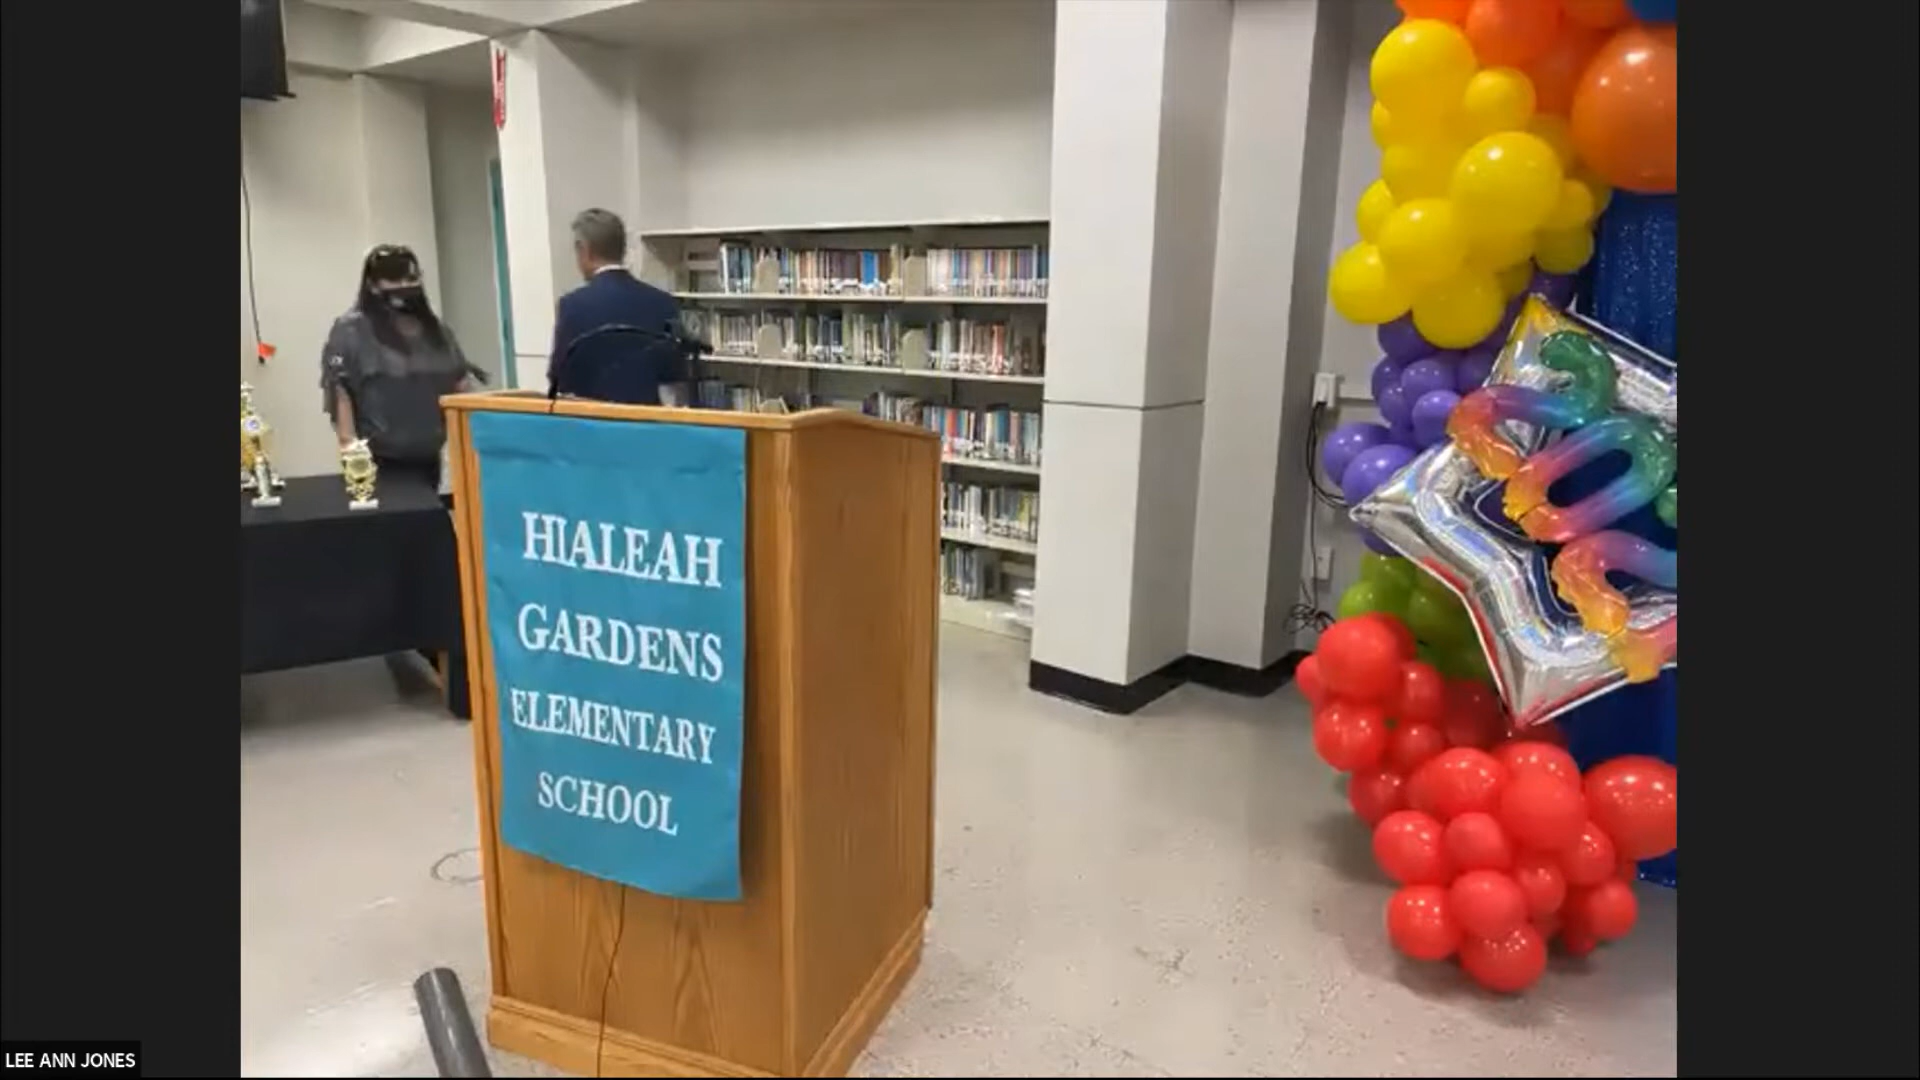 HIALEAH
GARDENS
ELEMENTARY
SCHOOL
LEE ANN JONES